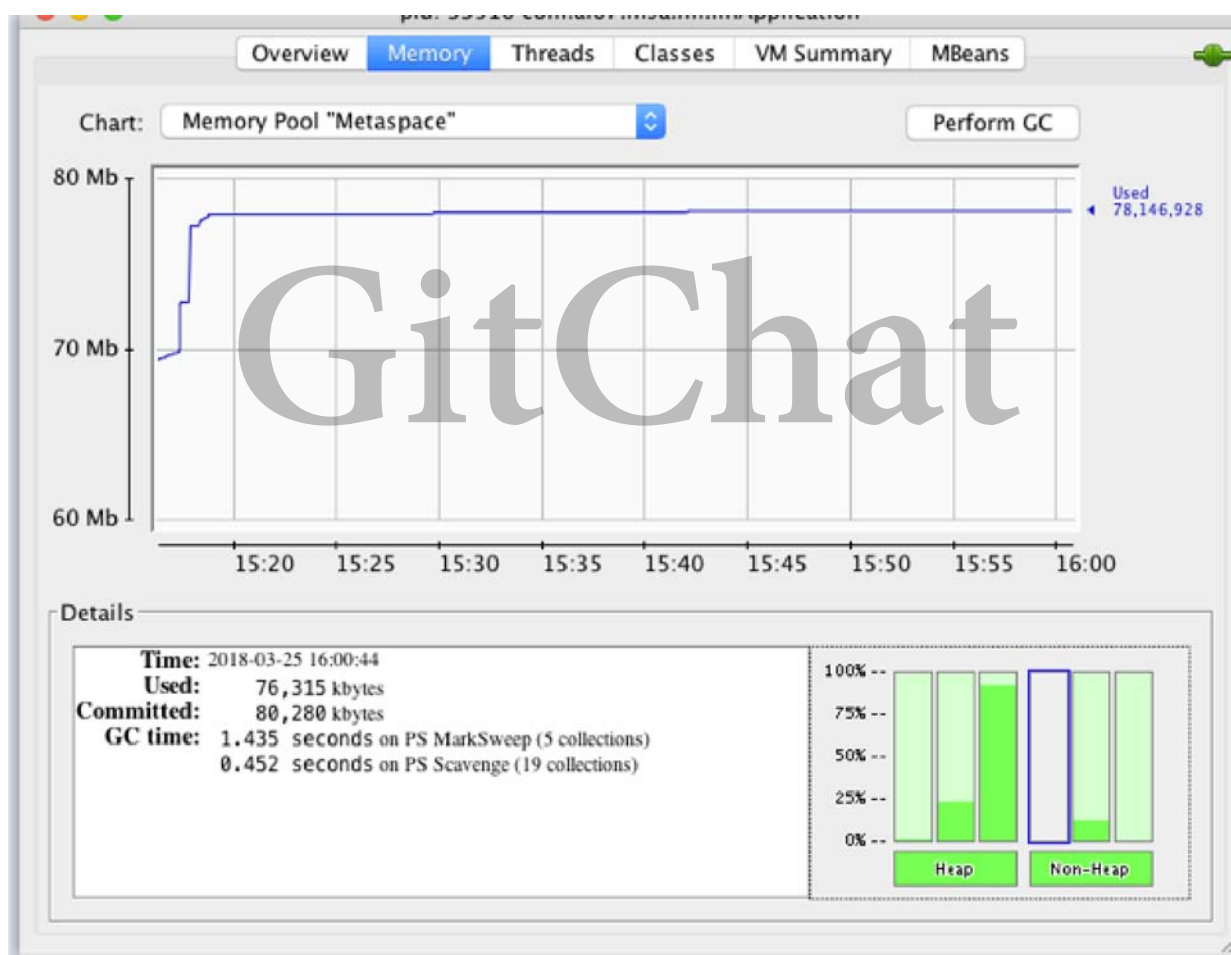 Overview Memory Threads Classes VM Summary MBeans
Chart: Memory Pool "Metaspace" Perform GC
80 Mb
Used
78,146,928
GitChat
70 Mb
60 Mb
15:20 15:25 15:30 15:35 15:40 15:45 15:50 15:55 16:00
Details
Time: 2018-03-25 16:00:44
Used: 76,315 kbytes
Committed: 80,280 kbytes
GC time: 1.435 seconds on PS MarkSweep (5 collections)
0.452 seconds on PS Scavenge (19 collections)
100% --
75% --
50% --
25% --
0% --
Heap Non-Heap